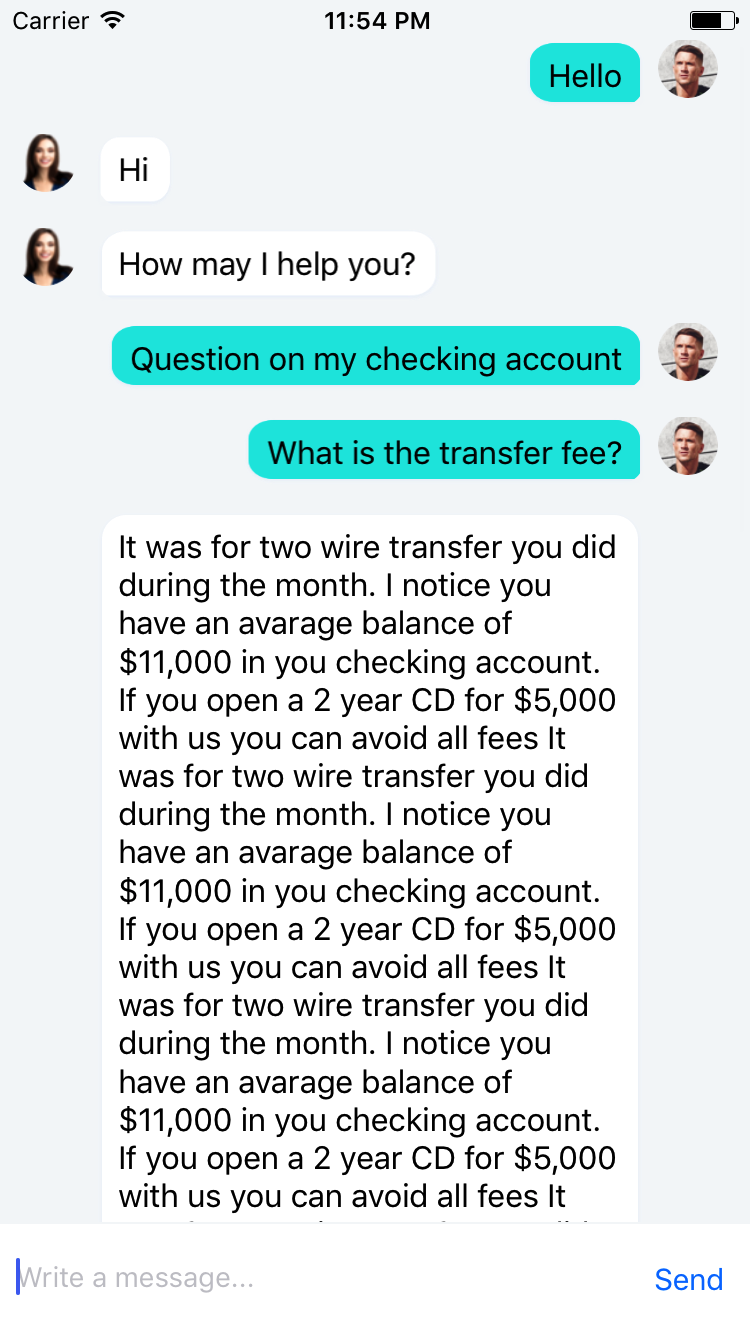 Carrier 11:54 PM
Hello
Hi
How may I help you?
Question on my checking account
What is the transfer fee?
It was for two wire transfer you did
during the month. I notice you
have an avarage balance of
$11,000 in you checking account.
If you open a 2 year CD for $5,000
with us you can avoid all fees It
was for two wire transfer you did
during the month. I notice you
have an avarage balance of
$11,000 in you checking account.
If you open a 2 year CD for $5,000
with us you can avoid all fees It
was for two wire transfer you did
during the month. I notice you
have an avarage balance of
$11,000 in you checking account.
If you open a 2 year CD for $5,000
with us you can avoid all fees It
Write a message... Send